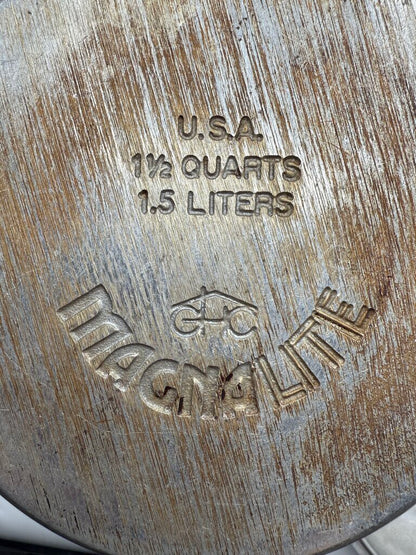 U.S.A.
1½ QUARTS
1.5 LITERS
GHC
MAGNALITE